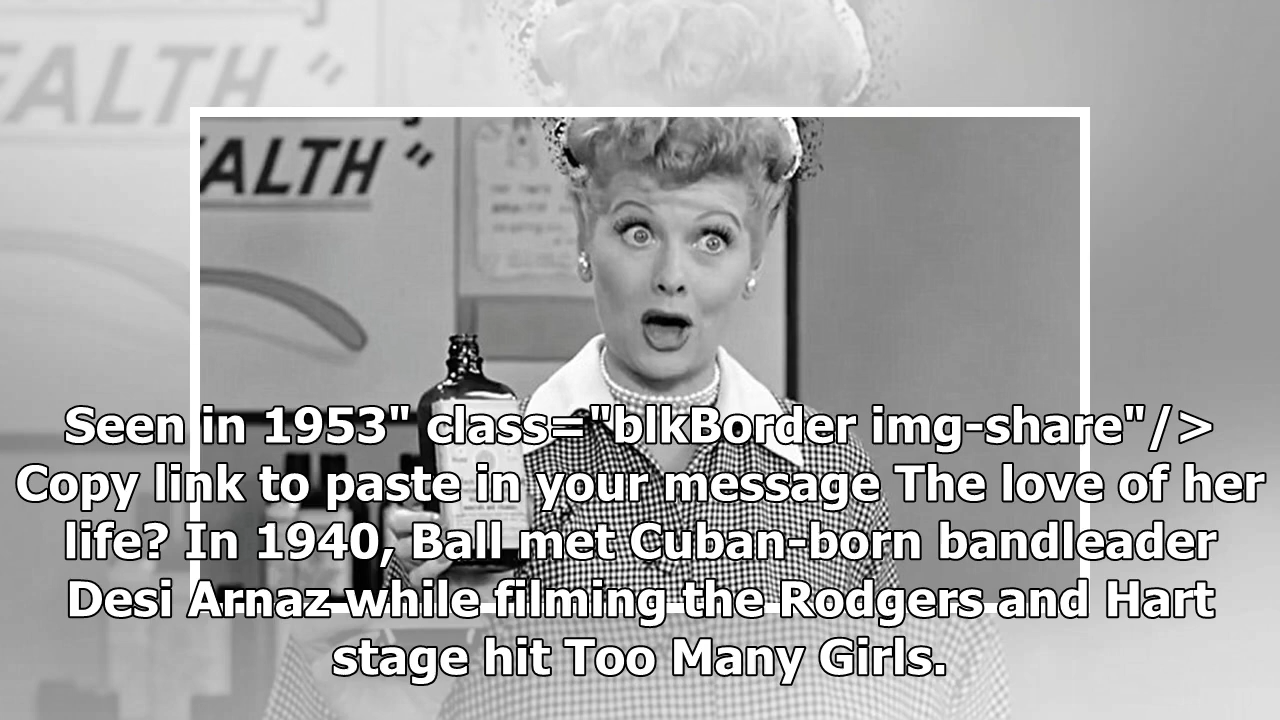 EALTH "
ALTH "
Seen in 1953" class="blkBorder img-share"/>
Copy link to paste in your message The love of her
life? In 1940, Ball met Cuban-born bandleader
Desi Arnaz while filming the Rodgers and Hart
stage hit Too Many Girls.